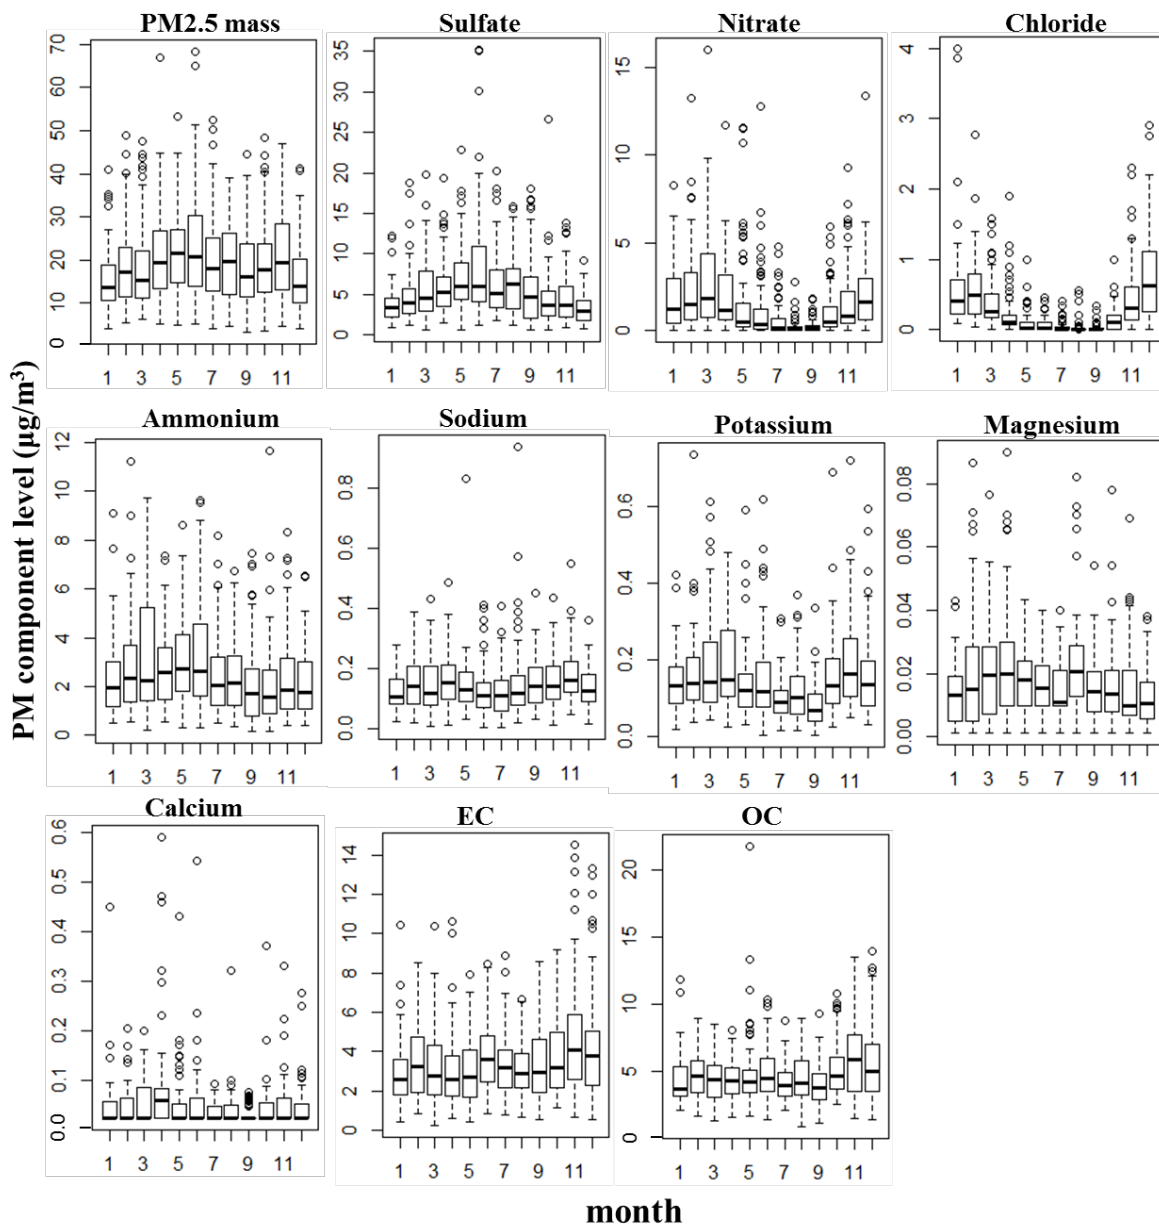 PM2.5 mass Sulfate Nitrate Chloride
70 60 50 40 30 20 10 0
1 3 5 7 9 11
35 30 25 20 15 10 5 0
1 3 5 7 9 11
15 10 5 0
1 3 5 7 9 11
4 3 2 1 0
1 3 5 7 9 11
PM component level (μg/m³)
Ammonium Sodium Potassium Magnesium
12 10 8 6 4 2 0
1 3 5 7 9 11
0.8 0.6 0.4 0.2 0.0
1 3 5 7 9 11
0.6 0.4 0.2 0.0
1 3 5 7 9 11
0.08 0.06 0.04 0.02 0.00
1 3 5 7 9 11
Calcium EC OC
0.6 0.5 0.4 0.3 0.2 0.1 0.0
1 3 5 7 9 11
14 12 10 8 6 4 2 0
1 3 5 7 9 11
20 15 10 5 0
1 3 5 7 9 11
month